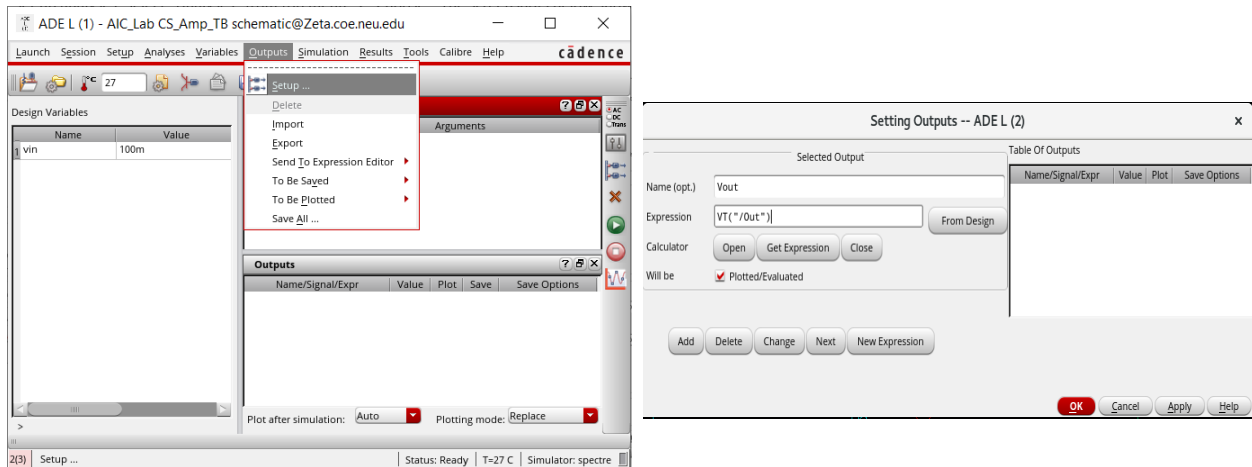 ADE L (1) - AIC_Lab CS_Amp_TB schematic@Zeta.coe.neu.edu
Launch Session Setup Analyses Variables Outputs Simulation Results Tools Calibre Help cādence
°C 27
Design Variables
Name Value
1 vin 100m
>
Setup ...
Delete
Import
Export
Send To Expression Editor
To Be Saved
To Be Plotted
Save All ...
Arguments
AC
DC
Trans
Outputs
Name/Signal/Expr Value Plot Save Save Options
Plot after simulation: Auto Plotting mode: Replace
2(3) Setup ... Status: Ready T=27 C Simulator: spectre
Setting Outputs -- ADE L (2)
Selected Output
Name (opt.) Vout
Expression VT("/Out") From Design
Calculator Open Get Expression Close
Will be Plotted/Evaluated
Add Delete Change Next New Expression
Table Of Outputs
Name/Signal/Expr Value Plot Save Options
OK Cancel Apply Help